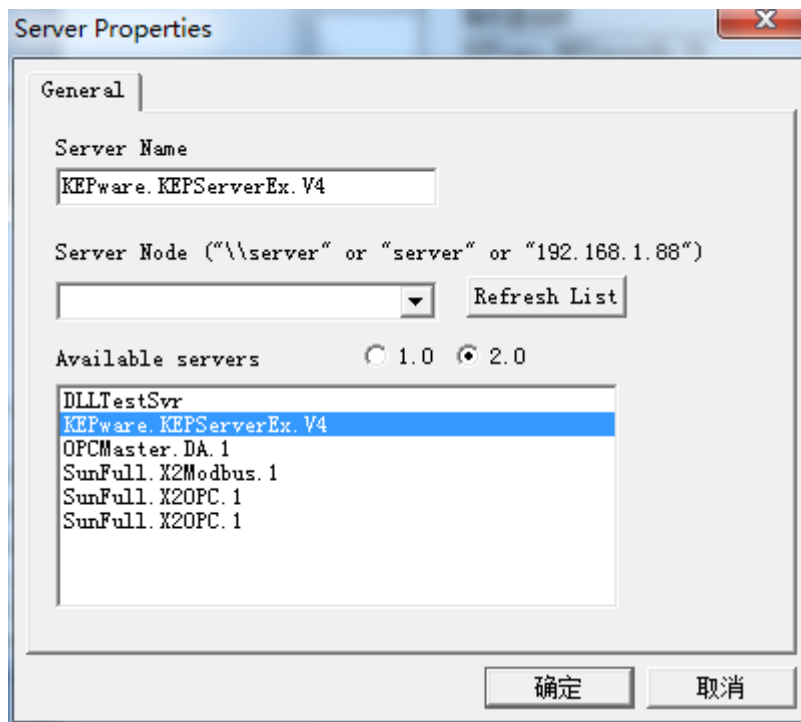 Server Properties
General
Server Name
KEPware.KEPServerEx.V4
Server Node ("\\server" or "server" or "192.168.1.88")
Refresh List
Available servers 1.0 2.0
DLLTestSvr
KEPware.KEPServerEx.V4
OPCMaster.DA.1
SunFull.X2Modbus.1
SunFull.X2OPC.1
SunFull.X2OPC.1
确定 取消